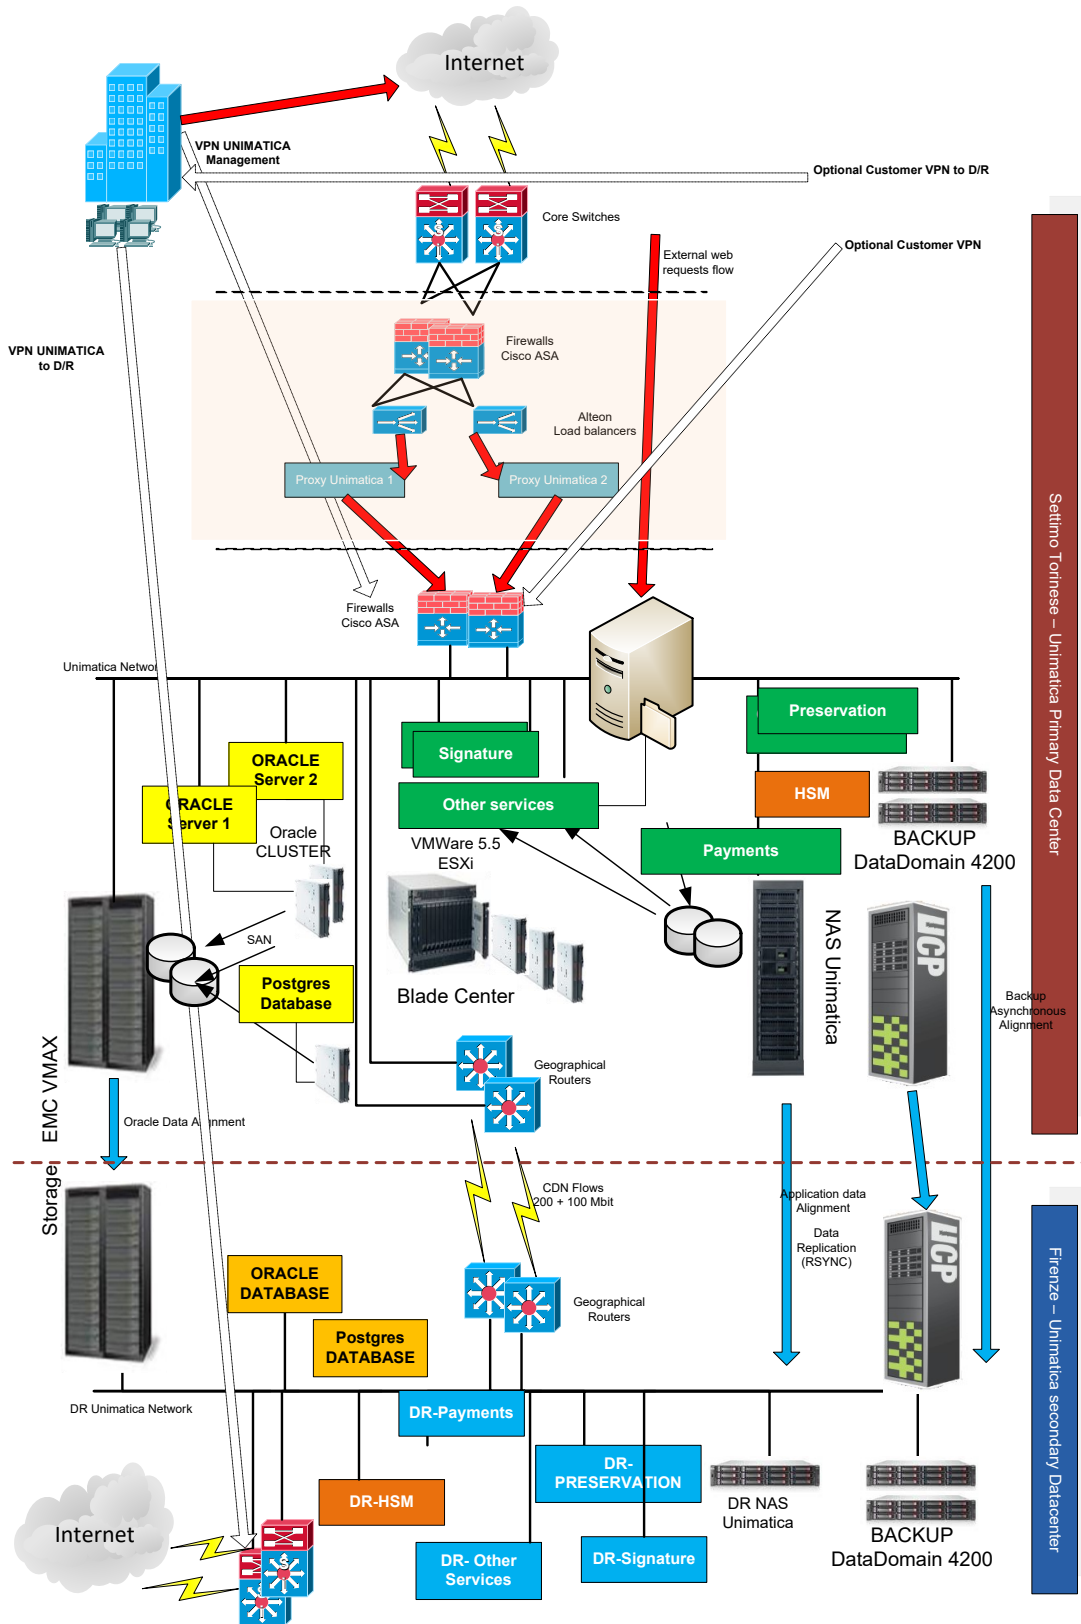 Internet
VPN UNIMATICA
Management
Optional Customer VPN to D/R
Core Switches
Optional Customer VPN
External web
requests flow
Firewalls
Cisco ASA
VPN UNIMATICA
to D/R
Alteon
Load balancers
Proxy Unimatica 1
Proxy Unimatica 2
Settimo Torinese – Unimatica Primary Data Center
Firewalls
Cisco ASA
Unimatica Network
Preservation
Signature
ORACLE
Server 2
HSM
Other services
ORACLE
Server 1
Oracle
CLUSTER
VMWare 5.5
ESXi
Payments
BACKUP
DataDomain 4200
NAS Unimatica
UCP
SAN
Postgres
Database
Blade Center
Backup
Asynchronous
Alignment
EMC VMAX
Geographical
Routers
Oracle Data Alignment
Storage
CDN Flows
200 + 100 Mbit
Application data
Alignment
Data
Replication
(RSYNC)
UCP
Firenze – Unimatica secondary Datacenter
ORACLE
DATABASE
Geographical
Routers
Postgres
DATABASE
DR Unimatica Network
DR-Payments
DR-
PRESERVATION
DR-HSM
DR NAS
Unimatica
Internet
BACKUP
DataDomain 4200
DR- Other
Services
DR-Signature